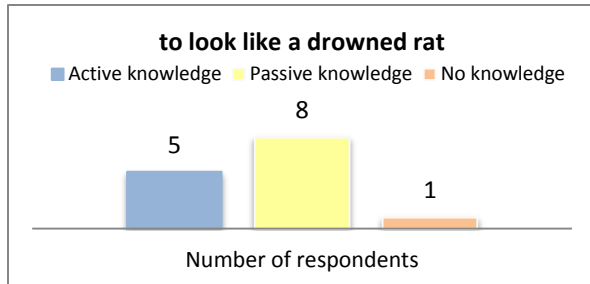 to look like a drowned rat
Active knowledge Passive knowledge No knowledge
8
5
1
Number of respondents